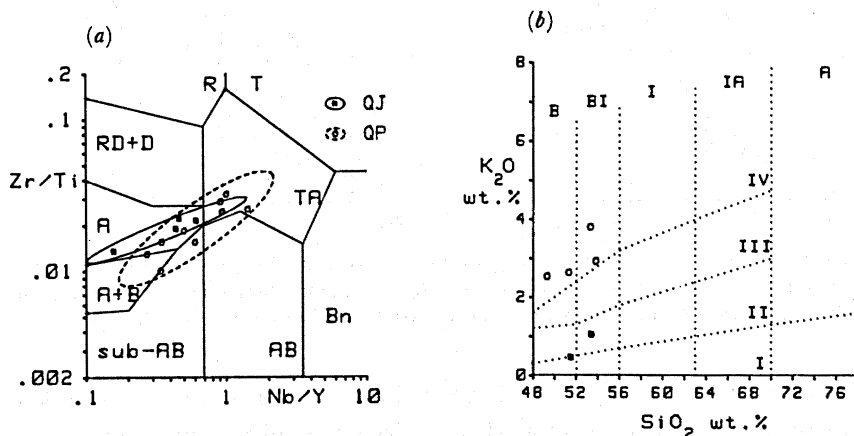 (a)
.2
.1
Zr/Ti
.01
.002
.1
1
Nb/Y
10
R
T
RD+D
TA
A
A+B
sub-AB
AB
Bn
QJ
QP
(b)
8
6
K₂O
wt.%
4
2
0
B
BI
I
IA
A
IV
III
II
I
48 52 56 60 64 68 72 76
SiO₂ wt.%